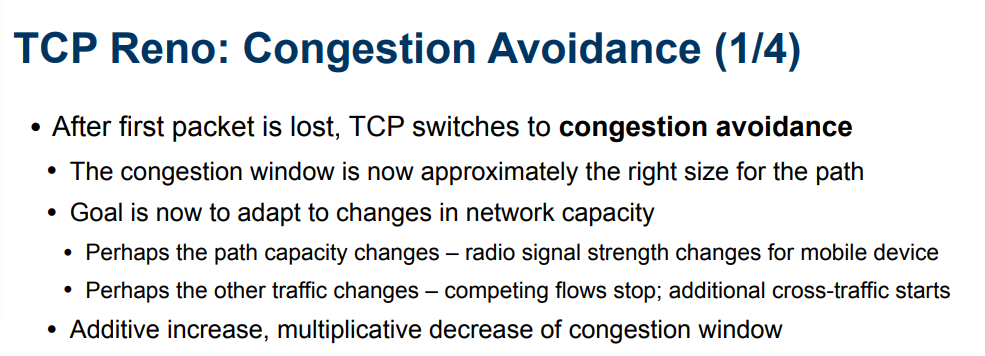 TCP Reno: Congestion Avoidance (1/4)
• After first packet is lost, TCP switches to congestion avoidance
• The congestion window is now approximately the right size for the path
• Goal is now to adapt to changes in network capacity
• Perhaps the path capacity changes – radio signal strength changes for mobile device
• Perhaps the other traffic changes – competing flows stop; additional cross-traffic starts
• Additive increase, multiplicative decrease of congestion window